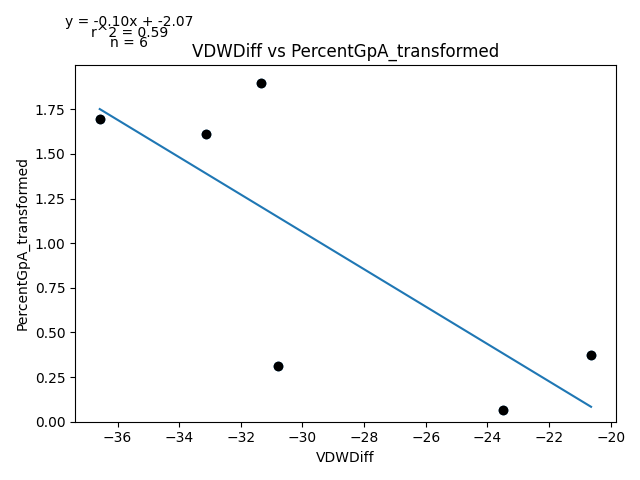 y = -0.10x + -2.07
r^2 = 0.59
n = 6
VDWDiff vs PercentGpA_transformed
PercentGpA_transformed
1.75
1.50
1.25
1.00
0.75
0.50
0.25
0.00
−36 −34 −32 −30 −28 −26 −24 −22 −20
VDWDiff